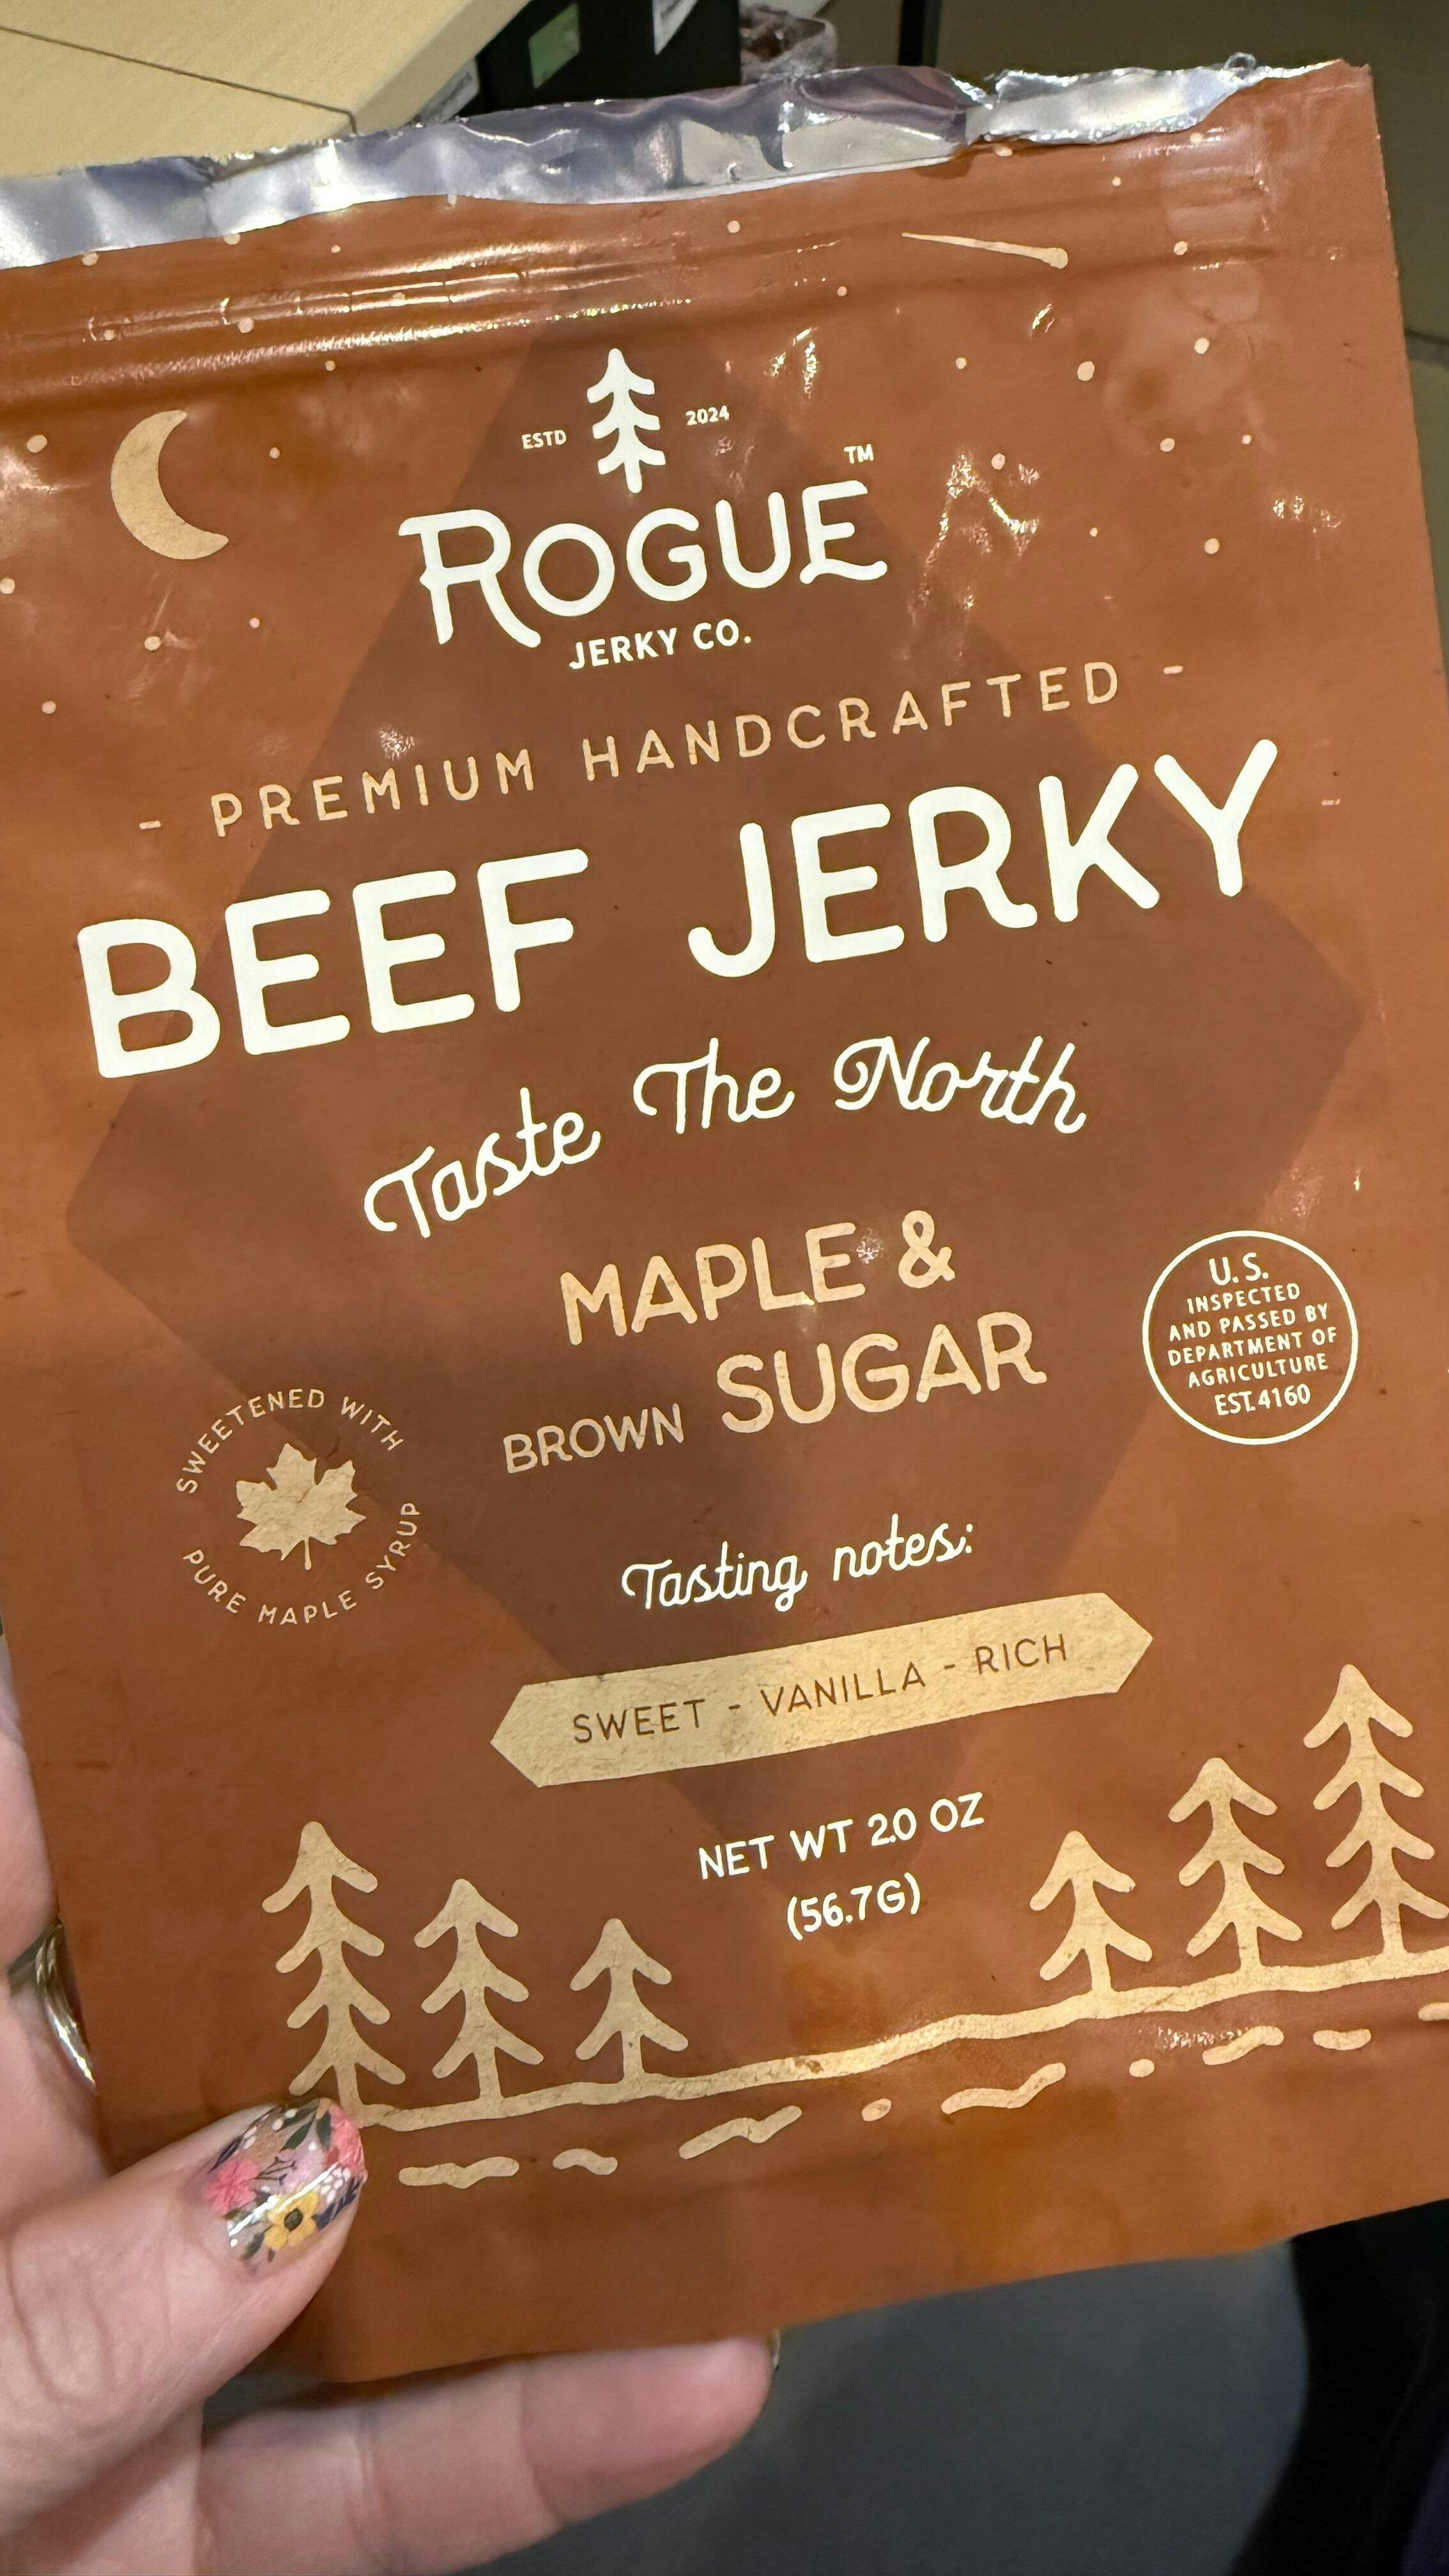 ESTD 2024
ROGUE™
JERKY CO.
- PREMIUM HANDCRAFTED -
BEEF JERKY
Taste The North
MAPLE &
BROWN SUGAR
U.S.
INSPECTED
AND PASSED BY
DEPARTMENT OF
AGRICULTURE
EST.4160
SWEETENED WITH
PURE MAPLE SYRUP
Tasting notes:
SWEET - VANILLA - RICH
NET WT 2.0 OZ
(56.7G)